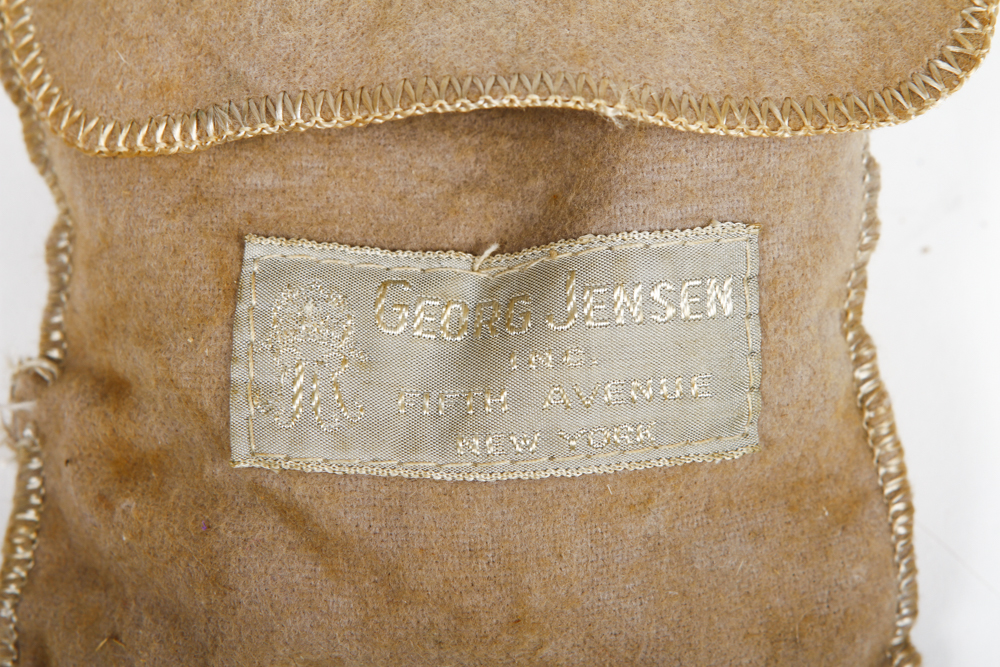 GEORG JENSEN
INC.
FIFTH AVENUE
NEW YORK